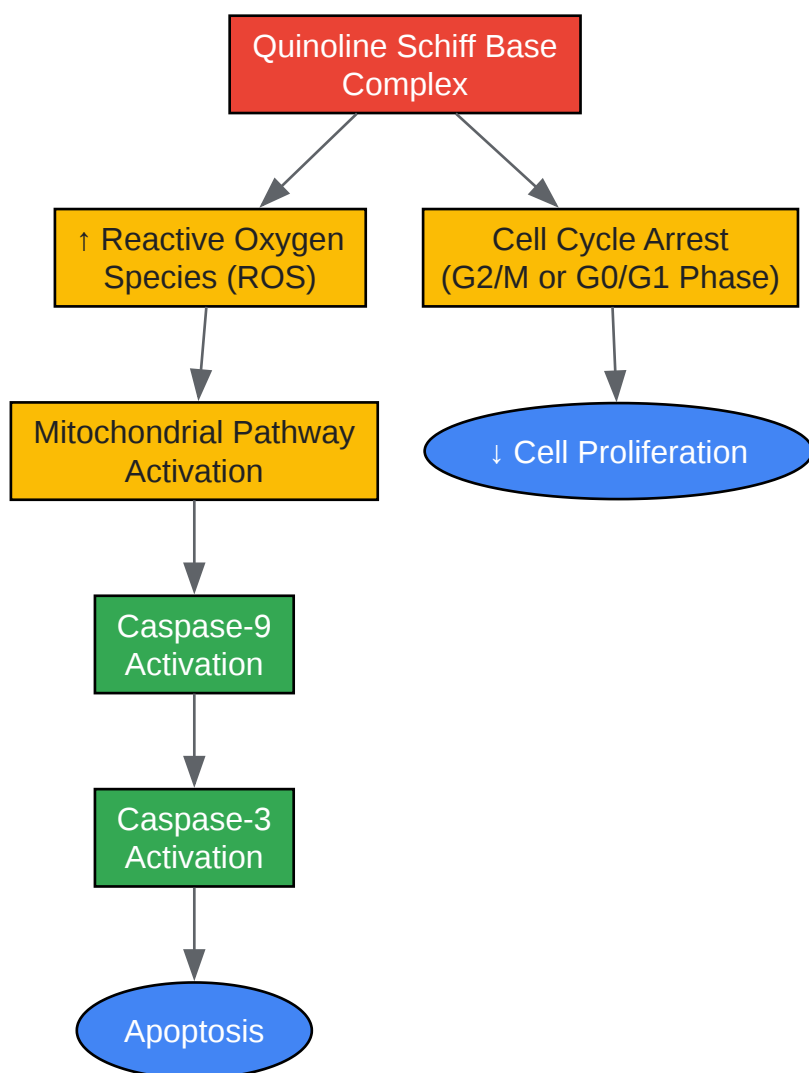 Quinoline Schiff Base
Complex
↑ Reactive Oxygen
Species (ROS)
Cell Cycle Arrest
(G2/M or G0/G1 Phase)
Mitochondrial Pathway
Activation
↓ Cell Proliferation
Caspase-9
Activation
Caspase-3
Activation
Apoptosis